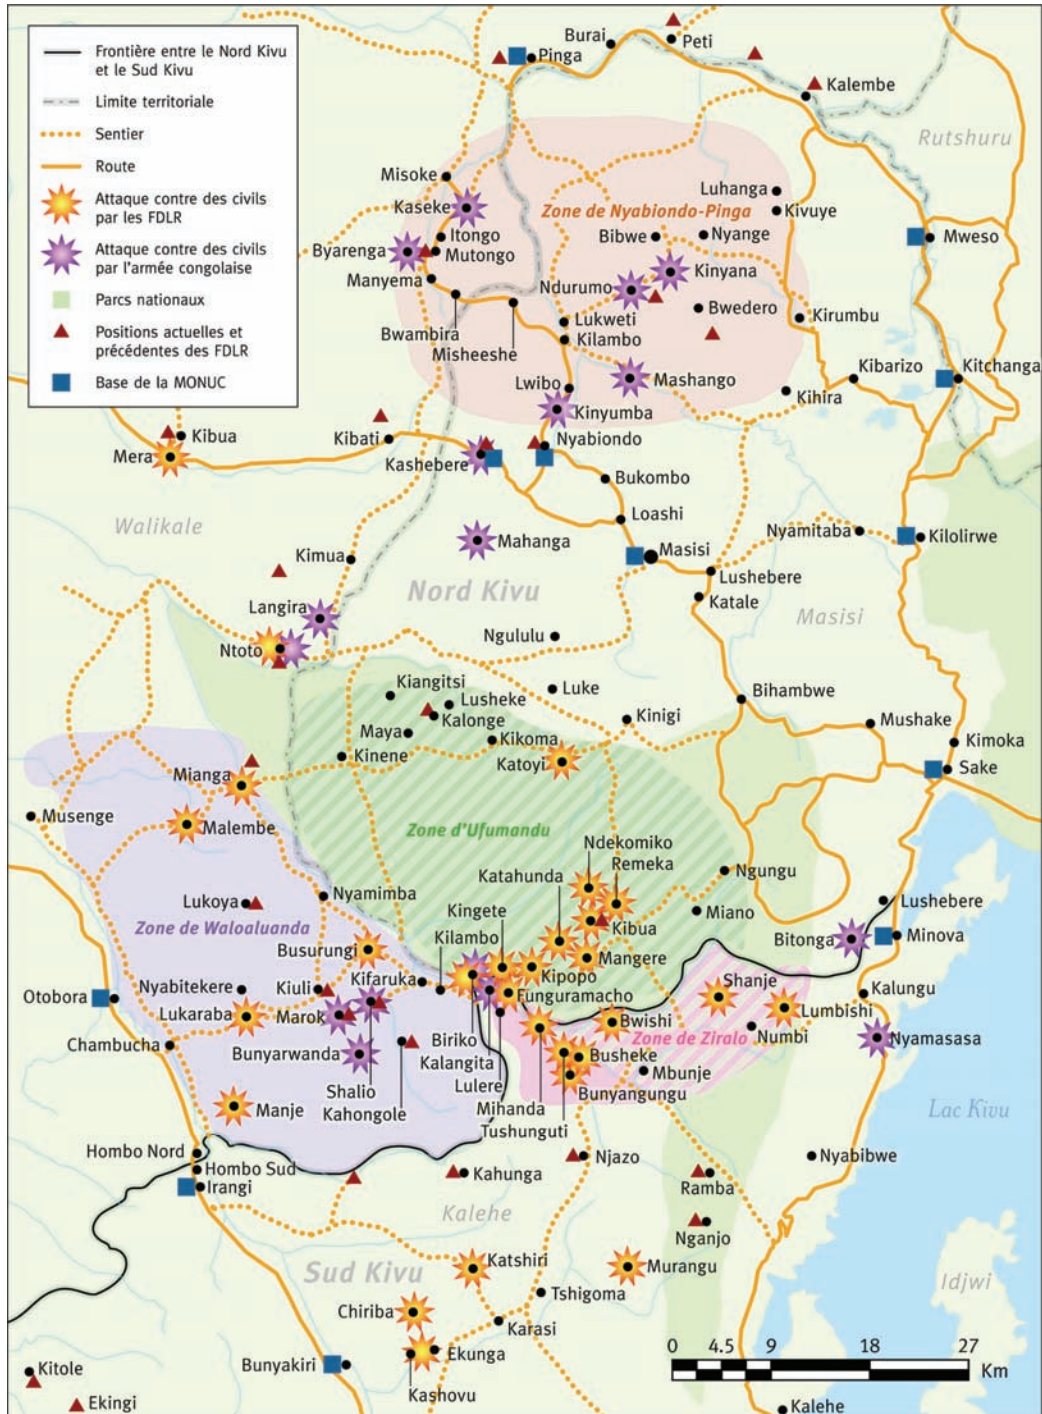 Frontière entre le Nord Kivu
et le Sud Kivu
Limite territoriale
Sentier
Route
Attaque contre des civils
par les FDLR
Attaque contre des civils
par l'armée congolaise
Parcs nationaux
Positions actuelles et
précédentes des FDLR
Base de la MONUC
Burai
Peti
Pinga
Kalembe
Rutshuru
Misoke
Kaseke
Luhanga
Zone de Nyabiondo-Pinga
Kivuye
Itongo
Bibwe
Nyange
Mweso
Byarenga
Mutongo
Kinyana
Manyema
Ndurumo
Bwedero
Bwambira
Lukweti
Kirumbu
Misheeshe
Kilambo
Kibarizo
Kitchanga
Lwibo
Mashango
Kihira
Kinyumba
Kibua
Kibati
Nyabiondo
Mera
Kashebere
Bukombo
Walikale
Loashi
Nyamitaba
Kilolirwe
Mahanga
Kimua
Masisi
Lushebere
Nord Kivu
Katale
Langira
Masisi
Ngululu
Ntoto
Kiangitsi
Lusheke
Luke
Bihambwe
Kalonge
Kinigi
Mushake
Maya
Kikoma
Kimoka
Kinene
Katoyi
Sake
Mianga
Musenge
Malembe
Zone d'Ufumandu
Ndekomiko
Remeka
Katahunda
Ngungu
Nyamimba
Kingete
Lukoya
Lushebere
Zone de Waloaluanda
Kilambo
Kibua
Miano
Bitonga
Minova
Busurungi
Mangere
Kifaruka
Kipopo
Shanje
Otobora
Nyabitekere
Kiuli
Funguramacho
Kalungu
Lukaraba
Marok
Bwishi
Lumbishi
Chambucha
Biriko
Zone de Ziralo
Numbi
Nyamasasa
Bunyarwanda
Kalangita
Busheke
Shalio
Lulere
Mbunje
Manje
Kahongole
Mihanda
Bunyangungu
Tushunguti
Lac Kivu
Hombo Nord
Hombo Sud
Njazo
Nyabibwe
Irangi
Kahunga
Ramba
Kalehe
Nganjo
Sud Kivu
Katshiri
Murangu
Idjwi
Chiriba
Tshigoma
Karasi
Kitole
Bunyakiri
Ekunga
Ekingi
Kashovu
0 4.5 9 18 27
Km
Kalehe